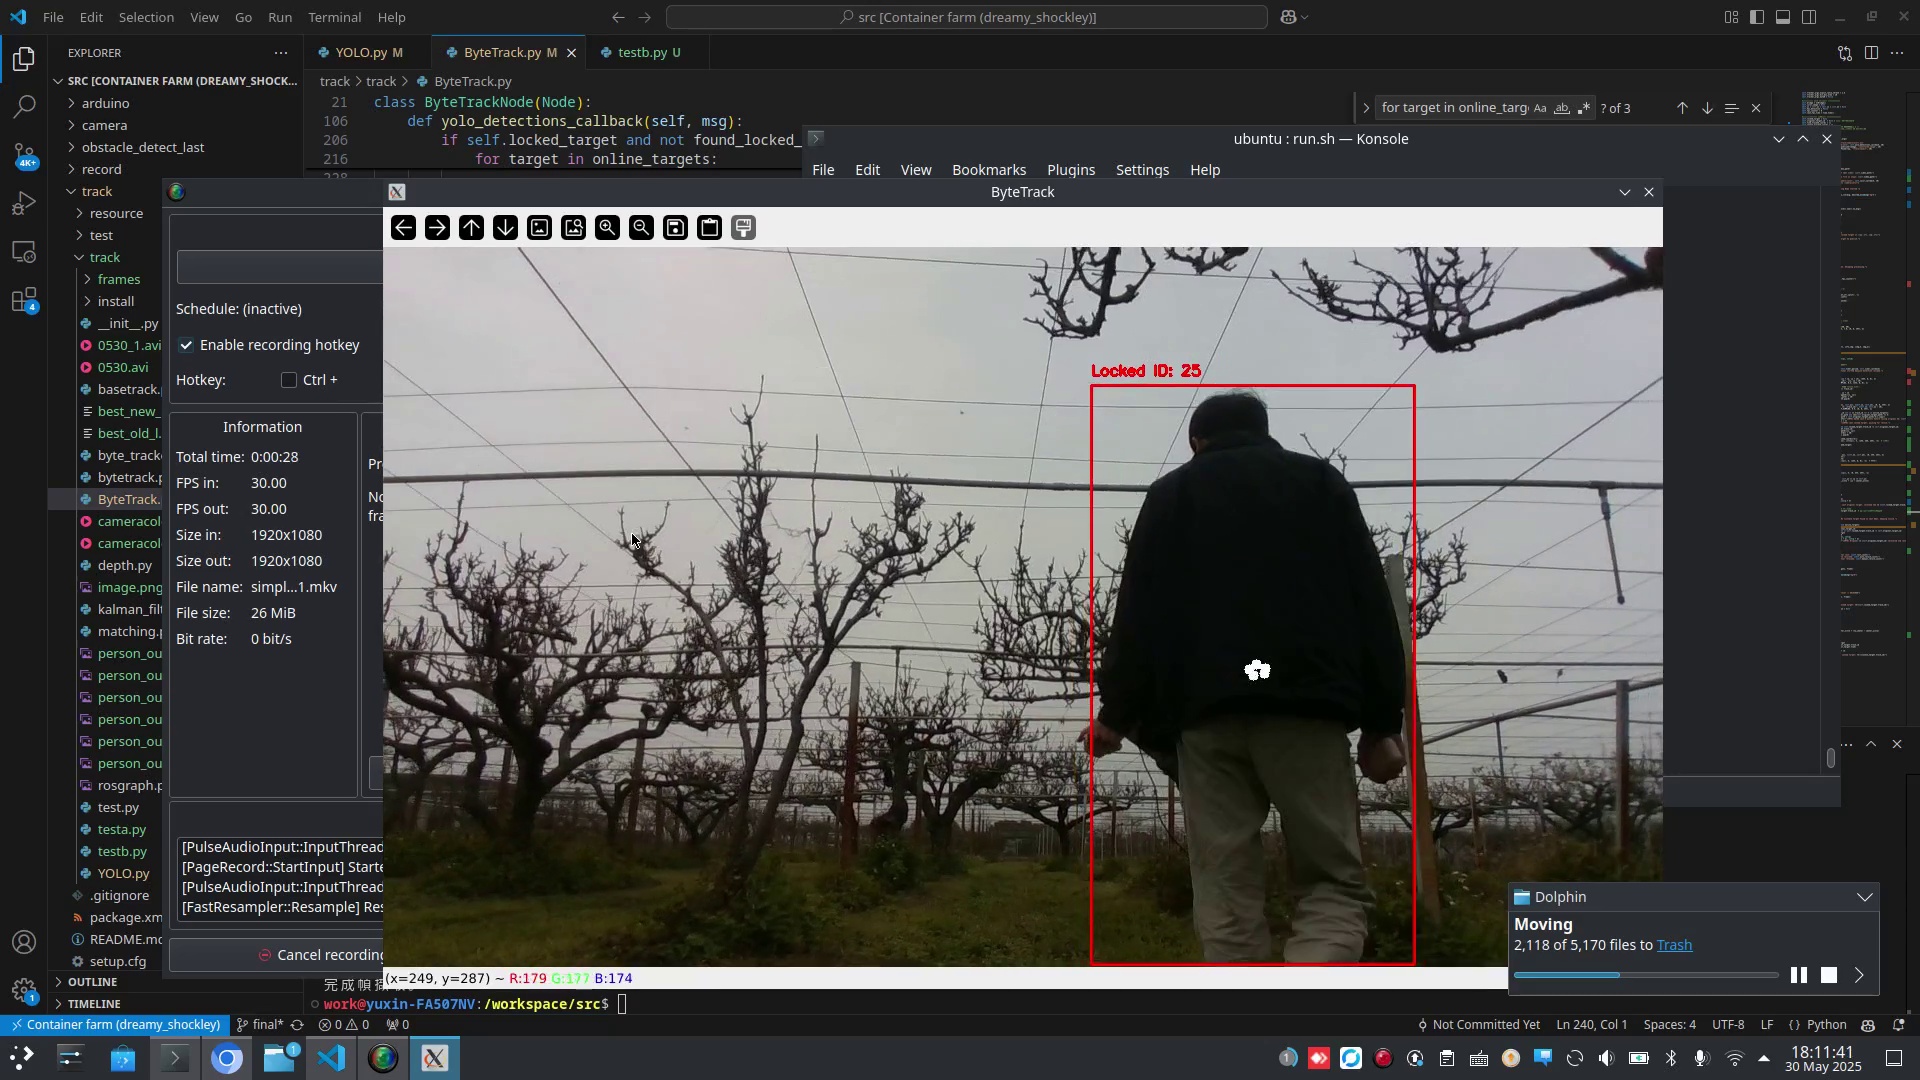 File Edit Selection View Go Run Terminal Help
src [Container farm (dreamy_shockley)]
EXPLORER
YOLO.py M
ByteTrack.py M
testb.py U
SRC [CONTAINER FARM (DREAMY_SHOCK...
track > track > ByteTrack.py
arduino
camera
obstacle_detect_last
record
track
resource
test
track
frames
install
__init__.py
0530_1.avi
0530.avi
basetrack.
best_new_
best_old_l.
byte_track
bytetrack.p
ByteTrack.
cameracol
cameracol
depth.py
image.png
kalman_filt
matching.p
person_ou
person_ou
person_ou
person_ou
person_ou
person_ou
rosgraph.p
test.py
testa.py
testb.py
YOLO.py
.gitignore
package.xm
README.md
setup.cfg
OUTLINE
TIMELINE
4K+
4
1
21 class ByteTrackNode(Node):
106 def yolo_detections_callback(self, msg):
206 if self.locked_target and not found_locked_
216 for target in online_targets:
for target in online_targ
Aa ab
? of 3
ubuntu : run.sh — Konsole
File Edit View Bookmarks Plugins Settings Help
ByteTrack
Schedule: (inactive)
Enable recording hotkey
Hotkey: Ctrl +
Information
Total time: 0:00:28
FPS in: 30.00
FPS out: 30.00
Size in: 1920x1080
Size out: 1920x1080
File name: simpl...1.mkv
File size: 26 MiB
Bit rate: 0 bit/s
Pr
No
fra
[PulseAudioInput::InputThread
[PageRecord::StartInput] Starte
[PulseAudioInput::InputThread
[FastResampler::Resample] Res
Cancel recording
Locked ID: 25
(x=249, y=287) ~ R:179 G:177 B:174
Dolphin
Moving
2,118 of 5,170 files to Trash
work@yuxin-FA507NV:/workspace/src$
Container farm (dreamy_shockley)
final*
0 0
0
Not Committed Yet
Ln 240, Col 1
Spaces: 4
UTF-8
LF
Python
1
1
18:11:41
30 May 2025